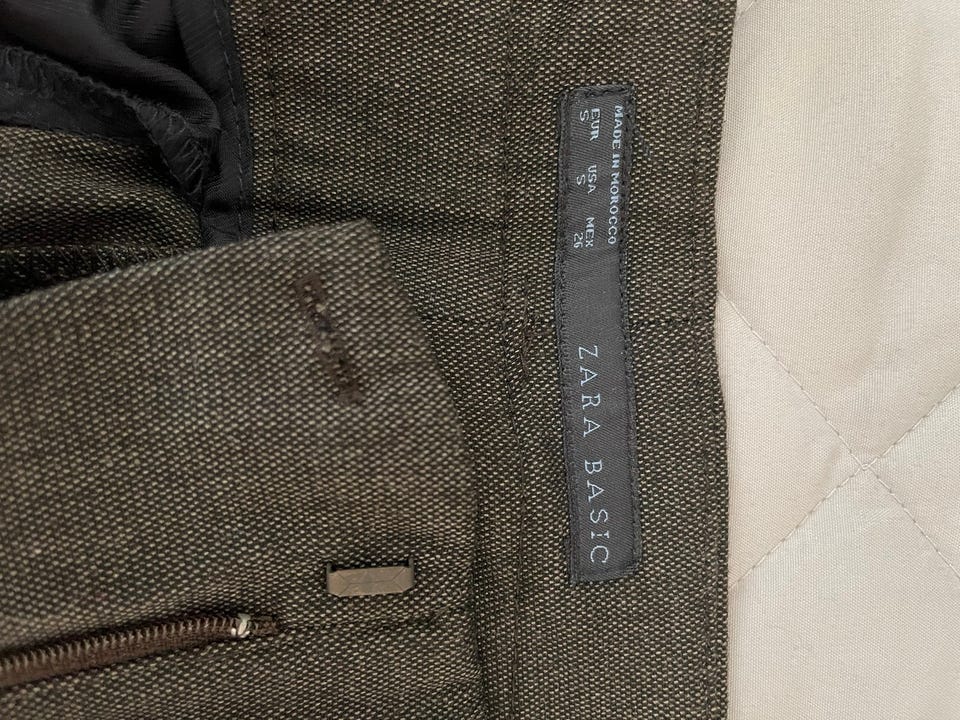 MADE IN MOROCCO
EUR USA MEX
S S 26
ZARA BASIC